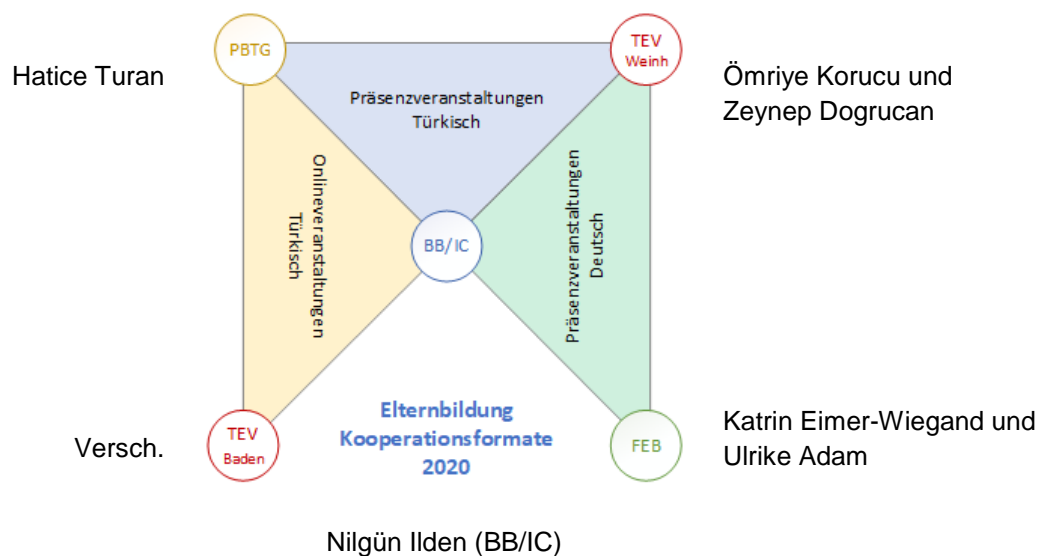 PBTG
TEV
Weinh
Hatice Turan
Ömriye Korucu und
Zeynep Dogrucan
Präsenzveranstaltungen
Türkisch
Onlineveranstaltungen
Türkisch
Präsenzveranstaltungen
Deutsch
BB/IC
Elternbildung
Kooperationsformate
2020
Versch.
TEV
Baden
FEB
Katrin Eimer-Wiegand und
Ulrike Adam
Nilgün Ilden (BB/IC)